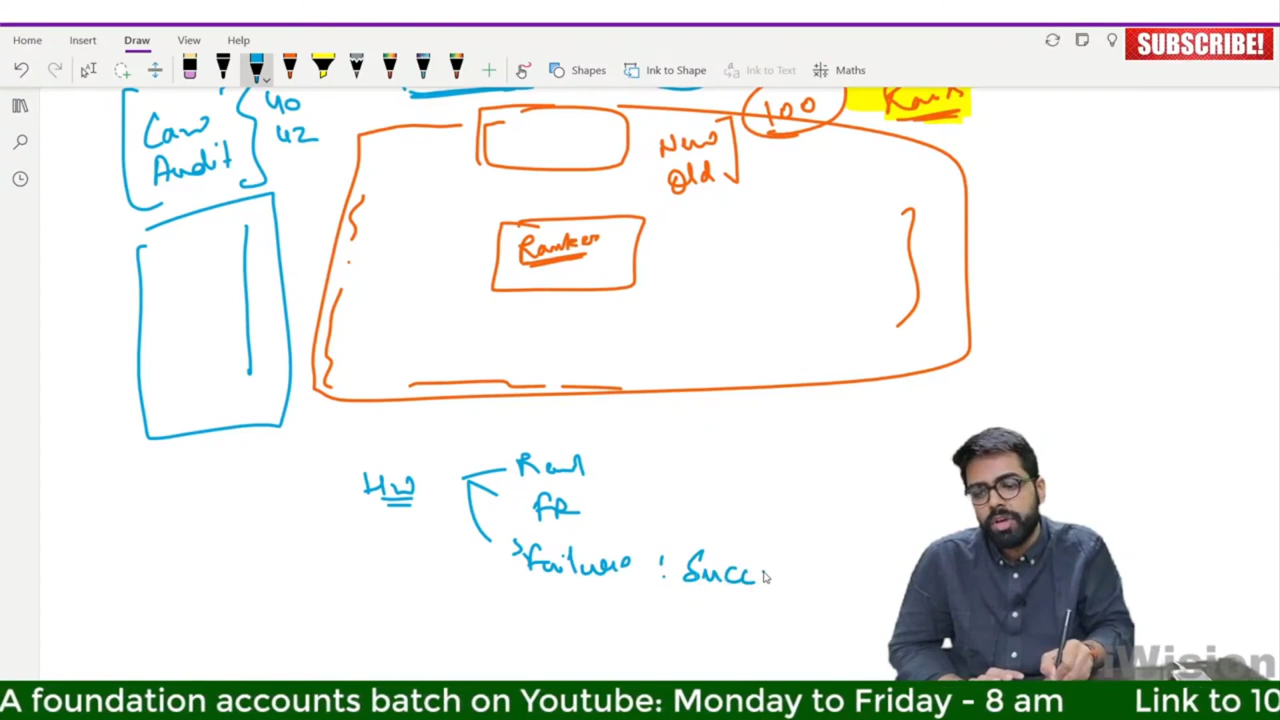 Home Insert Draw View Help
SUBSCRIBE!
Shapes Ink to Shape Ink to Text Maths
40
Law
42
Audit
100
Rank
New
Old
Ranker
HW
Rank
FR
Failure : Succ
iWision
A foundation accounts batch on Youtube: Monday to Friday - 8 am Link to 10